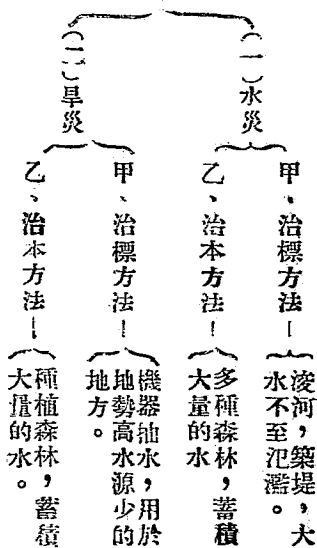 (一)水災
甲、治標方法—
浚河，築堤，大
水不至氾濫。
乙、治本方法—
多種森林，蓄積
大量的水
(二)旱災
甲、治標方法—
機器抽水，用於
地勢高水源少的
地方。
乙、治本方法—
種植森林，蓄積
大量的水。